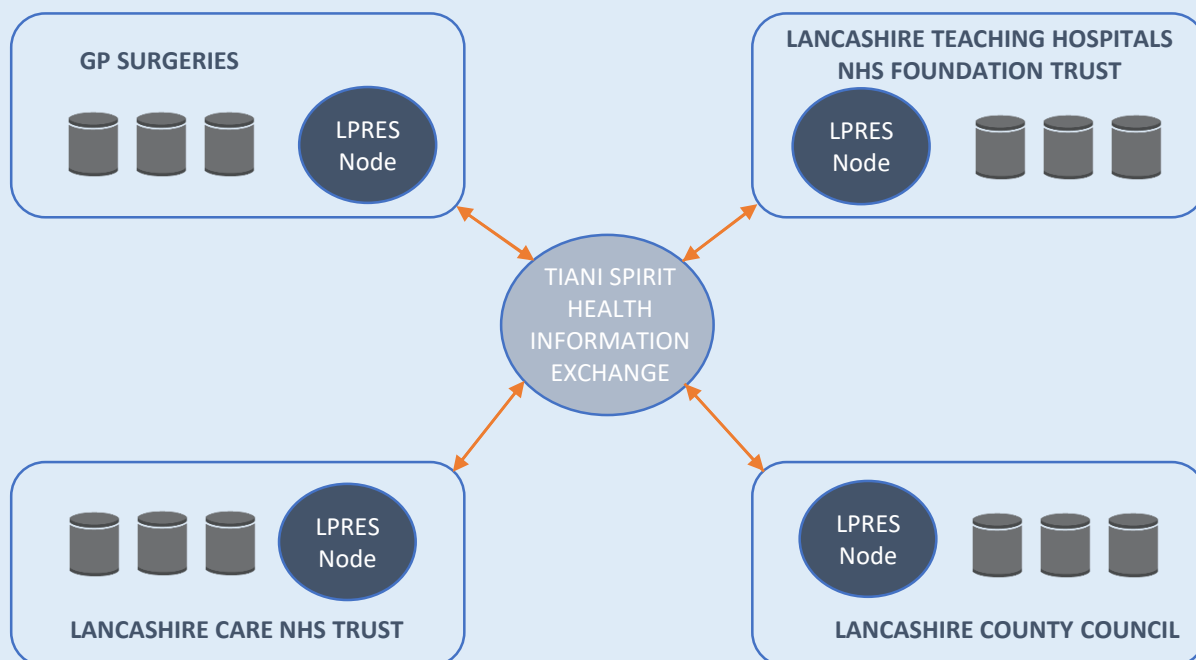 GP SURGERIES
LPRES
Node
LANCASHIRE TEACHING HOSPITALS
NHS FOUNDATION TRUST
LPRES
Node
TIANI SPIRIT
HEALTH
INFORMATION
EXCHANGE
LPRES
Node
LANCASHIRE CARE NHS TRUST
LPRES
Node
LANCASHIRE COUNTY COUNCIL